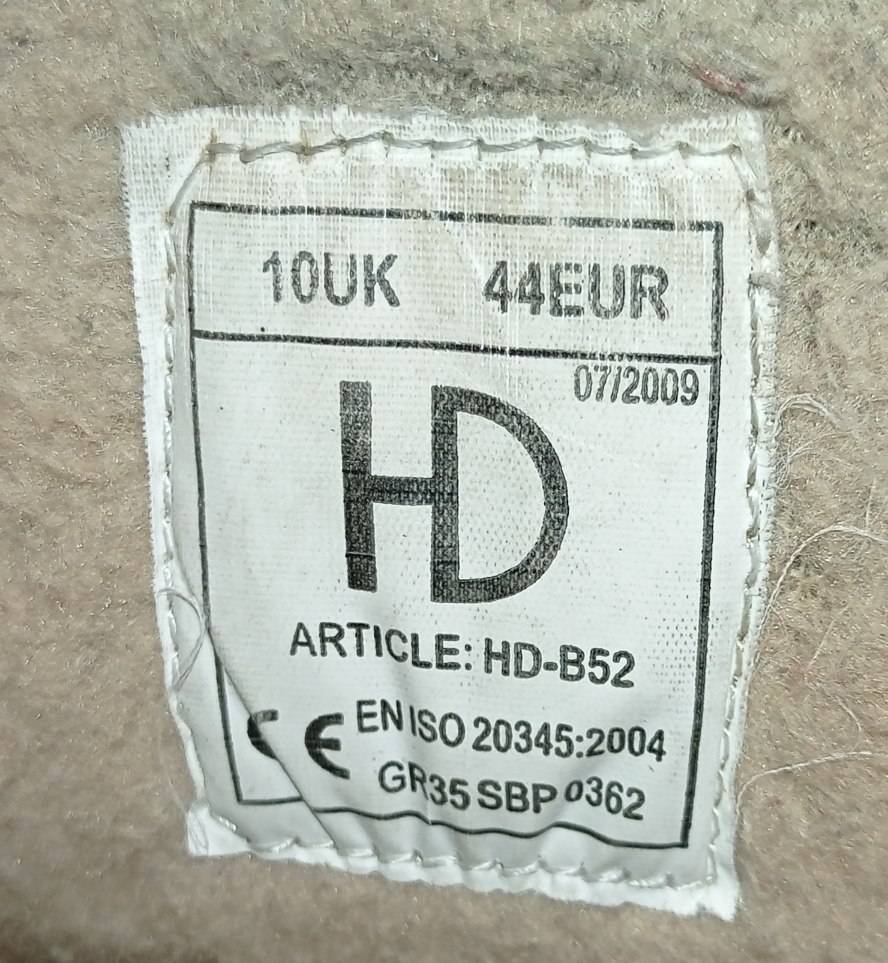 10UK 44EUR
07/2009
HD
ARTICLE: HD-B52
CE EN ISO 20345:2004
GR35 SBP 0362